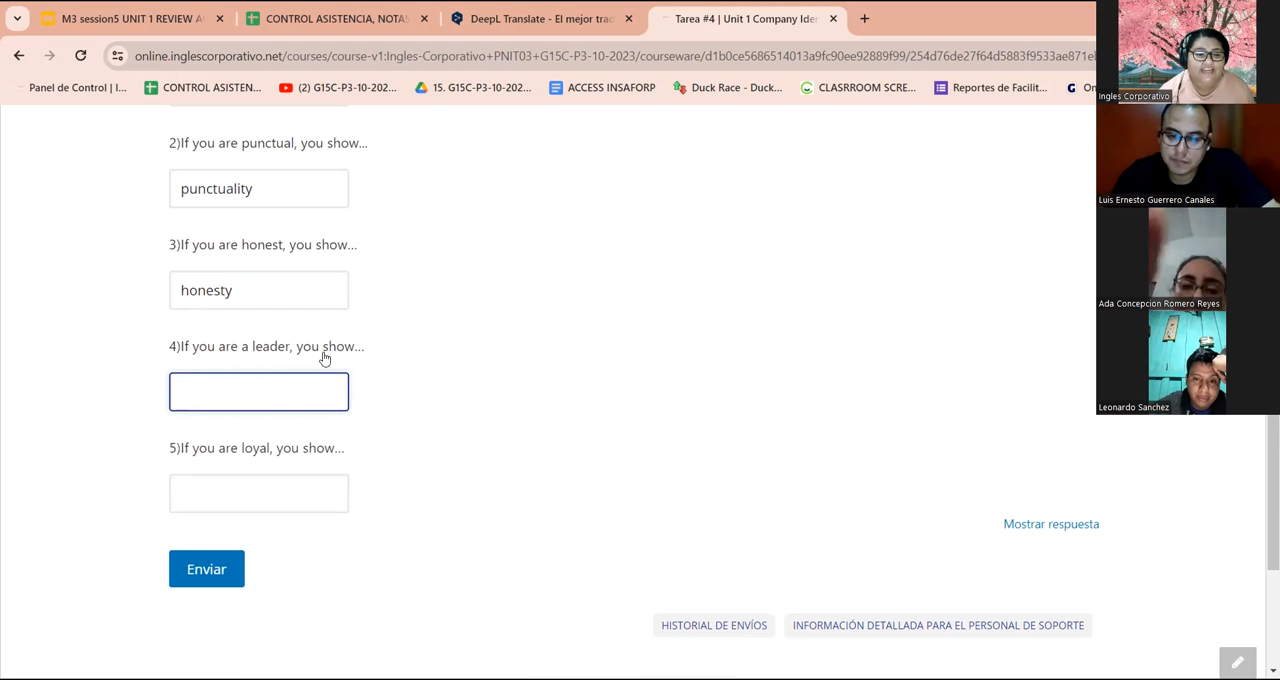 M3 session5 UNIT 1 REVIEW A
CONTROL ASISTENCIA, NOTAS
DeepL Translate - El mejor trad
Tarea #4 | Unit 1 Company Iden
online.inglescorporativo.net/courses/course-v1:Ingles-Corporativo+PNIT03+G15C-P3-10-2023/courseware/d1b0ce5686514013a9fc90ee92889f99/254d76de27f64d5883f9533ae871eb
Panel de Control | I...
CONTROL ASISTEN...
(2) G15C-P3-10-202...
15. G15C-P3-10-202...
ACCESS INSAFORP
Duck Race - Duck...
CLASRROOM SCRE...
Reportes de Facilit...
On
2)If you are punctual, you show...
punctuality
3)If you are honest, you show...
honesty
4)If you are a leader, you show...
5)If you are loyal, you show...
Mostrar respuesta
Enviar
HISTORIAL DE ENVÍOS
INFORMACIÓN DETALLADA PARA EL PERSONAL DE SOPORTE
Ingles Corporativo
Luis Ernesto Guerrero Canales
Ada Concepcion Romero Reyes
Leonardo Sanchez